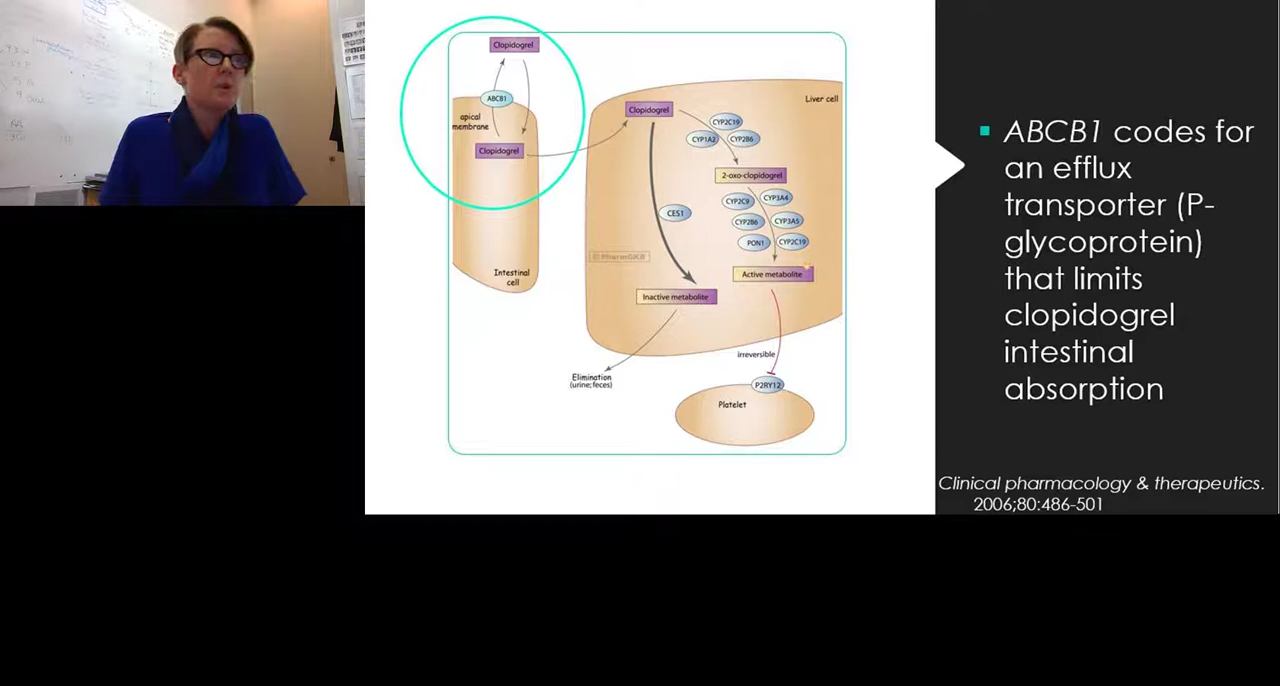 Clopidogrel
ABCB1
apical
membrane
Clopidogrel
Intestinal
cell
Liver cell
Clopidogrel
CYP2C19
CYP1A2
CYP2B6
2-oxo-clopidogrel
CYP2C9
CYP3A4
CYP2B6
CYP3A5
PON1
CYP2C19
CES1
© PharmGKB
Active metabolite
Inactive metabolite
irreversible
Elimination
(urine; feces)
P2RY12
Platelet
▪ ABCB1 codes for
an efflux
transporter (P-
glycoprotein)
that limits
clopidogrel
intestinal
absorption
Clinical pharmacology & therapeutics.
2006;80:486-501